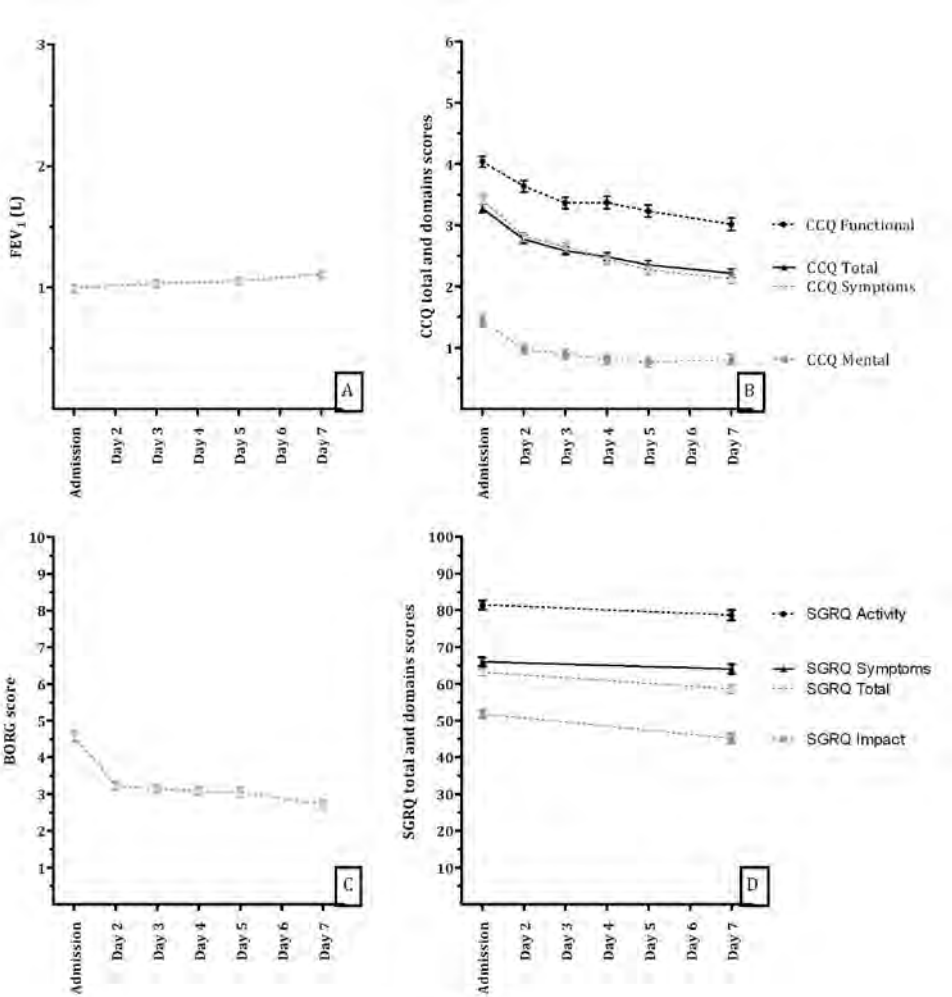 FEV1 (L)
3
2
1
A
Admission
Day 2
Day 3
Day 4
Day 5
Day 6
Day 7
CCQ total and domains scores
6
5
4
3
2
1
CCQ Functional
CCQ Total
CCQ Symptoms
CCQ Mental
B
Admission
Day 2
Day 3
Day 4
Day 5
Day 6
Day 7
BORG score
10
9
8
7
6
5
4
3
2
1
C
Admission
Day 2
Day 3
Day 4
Day 5
Day 6
Day 7
SGRQ total and domains scores
100
90
80
70
60
50
40
30
20
10
SGRQ Activity
SGRQ Symptoms
SGRQ Total
SGRQ Impact
D
Admission
Day 2
Day 3
Day 4
Day 5
Day 6
Day 7